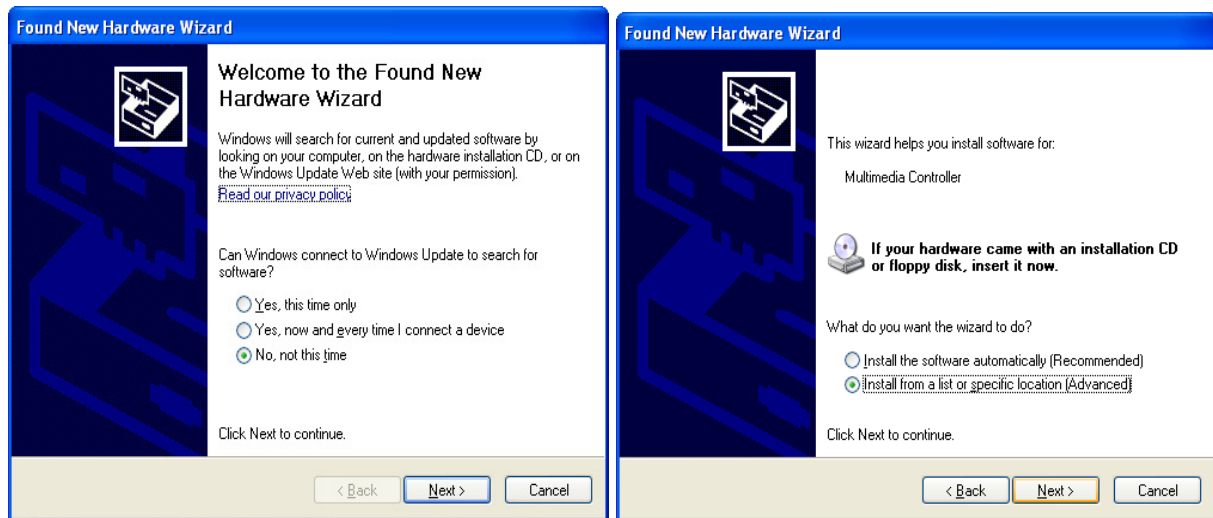 Found New Hardware Wizard
Welcome to the Found New
Hardware Wizard
Windows will search for current and updated software by
looking on your computer, on the hardware installation CD, or on
the Windows Update Web site (with your permission).
Read our privacy policy
Can Windows connect to Windows Update to search for
software?
Yes, this time only
Yes, now and every time I connect a device
No, not this time
Click Next to continue.
< Back
Next >
Cancel
Found New Hardware Wizard
This wizard helps you install software for:
Multimedia Controller
If your hardware came with an installation CD
or floppy disk, insert it now.
What do you want the wizard to do?
Install the software automatically (Recommended)
Install from a list or specific location (Advanced)
Click Next to continue.
< Back
Next >
Cancel